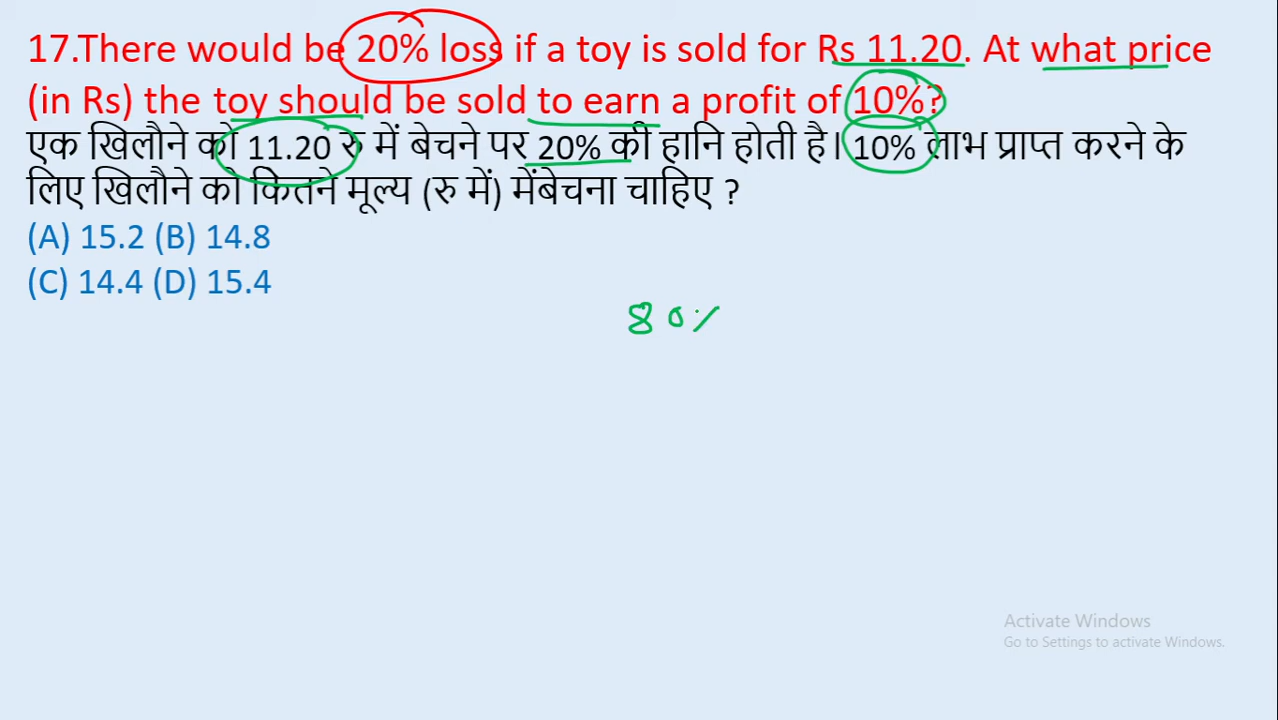 17.There would be 20% loss if a toy is sold for Rs 11.20. At what price
(in Rs) the toy should be sold to earn a profit of 10%?
एक खिलौने को 11.20 रु में बेचने पर 20% की हानि होती है। 10% लाभ प्राप्त करने के
लिए खिलौने को कितने मूल्य (रु में) मेंबेचना चाहिए ?
(A) 15.2 (B) 14.8
(C) 14.4 (D) 15.4
80%
Activate Windows
Go to Settings to activate Windows.